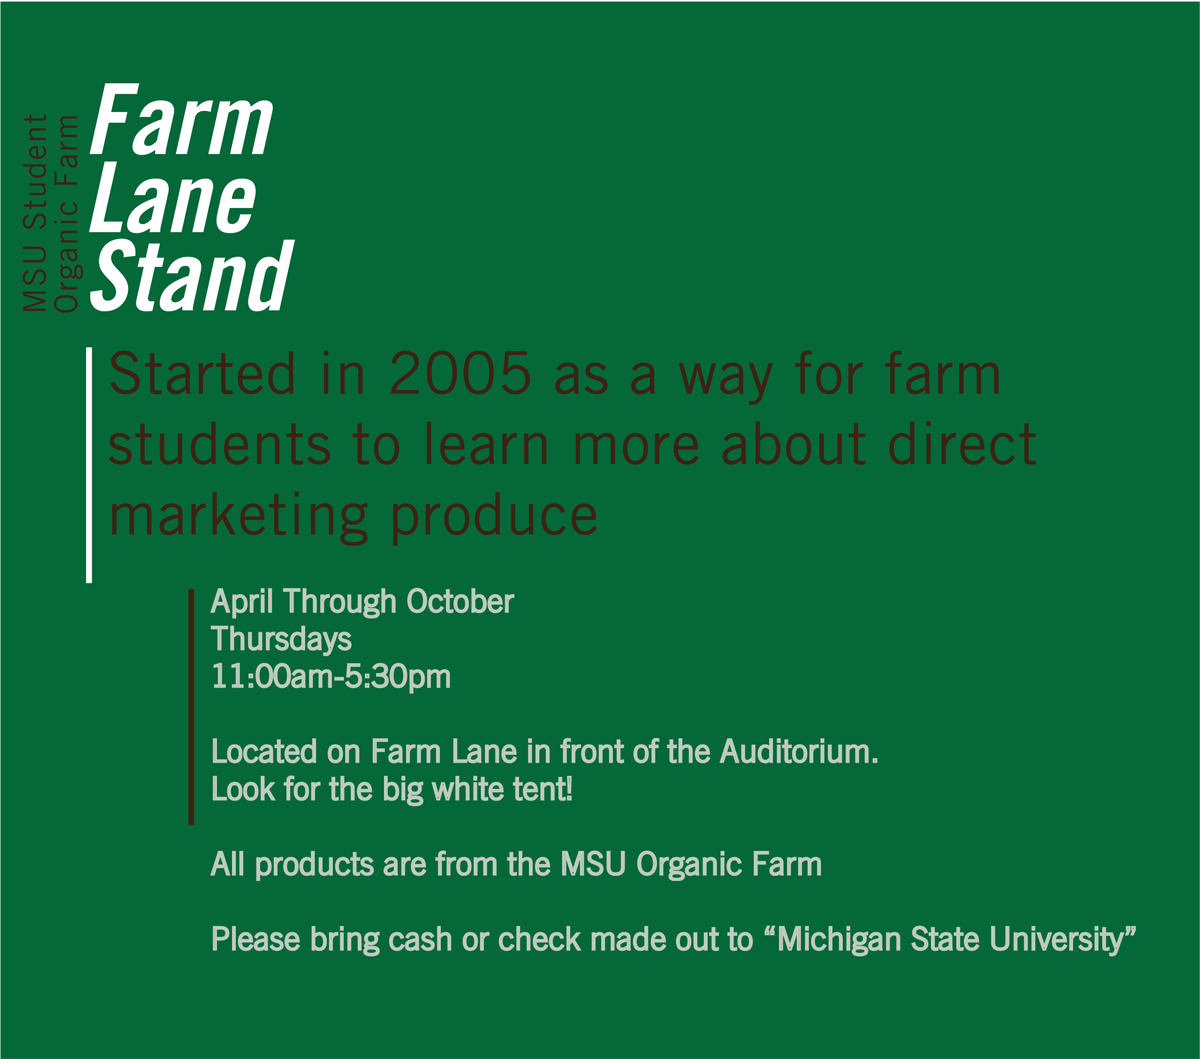 MSU Student
Organic Farm
Farm
Lane
Stand
Started in 2005 as a way for farm
students to learn more about direct
marketing produce
April Through October
Thursdays
11:00am-5:30pm
Located on Farm Lane in front of the Auditorium.
Look for the big white tent!
All products are from the MSU Organic Farm
Please bring cash or check made out to “Michigan State University”